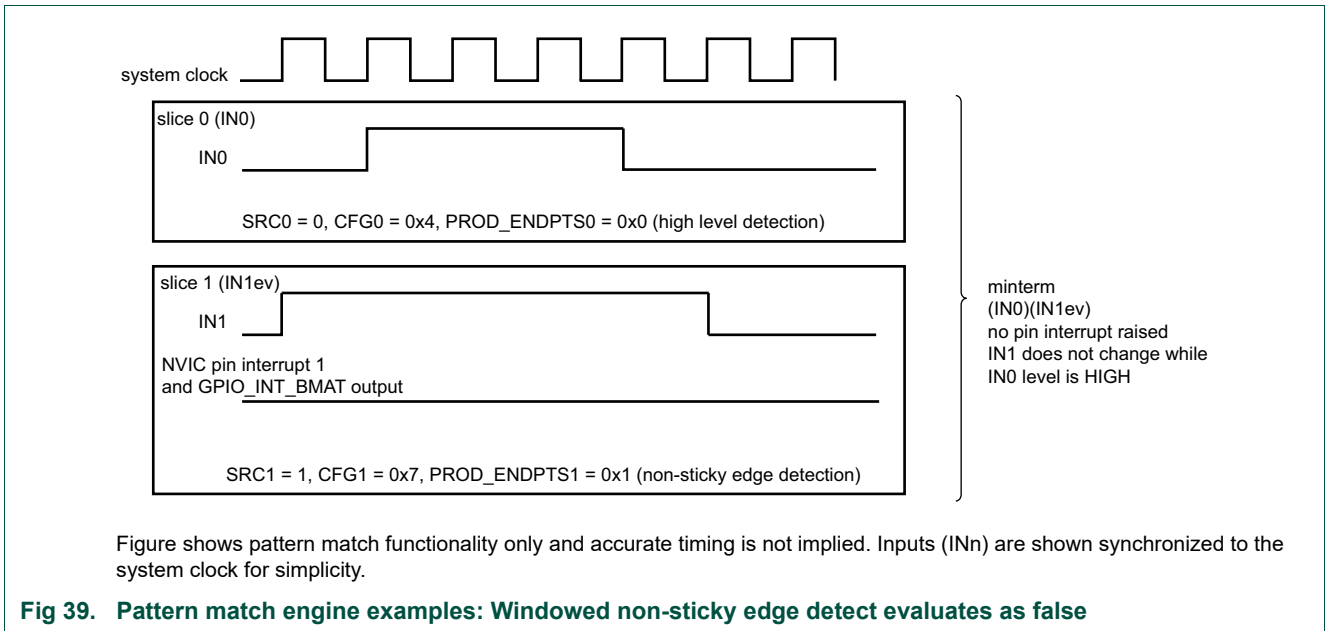 system clock
slice 0 (IN0)
IN0
SRC0 = 0, CFG0 = 0x4, PROD_ENDPTS0 = 0x0 (high level detection)
slice 1 (IN1ev)
IN1
NVIC pin interrupt 1
and GPIO_INT_BMAT output
SRC1 = 1, CFG1 = 0x7, PROD_ENDPTS1 = 0x1 (non-sticky edge detection)
minterm
(IN0)(IN1ev)
no pin interrupt raised
IN1 does not change while
IN0 level is HIGH
Figure shows pattern match functionality only and accurate timing is not implied. Inputs (INn) are shown synchronized to the
system clock for simplicity.
Fig 39. Pattern match engine examples: Windowed non-sticky edge detect evaluates as false